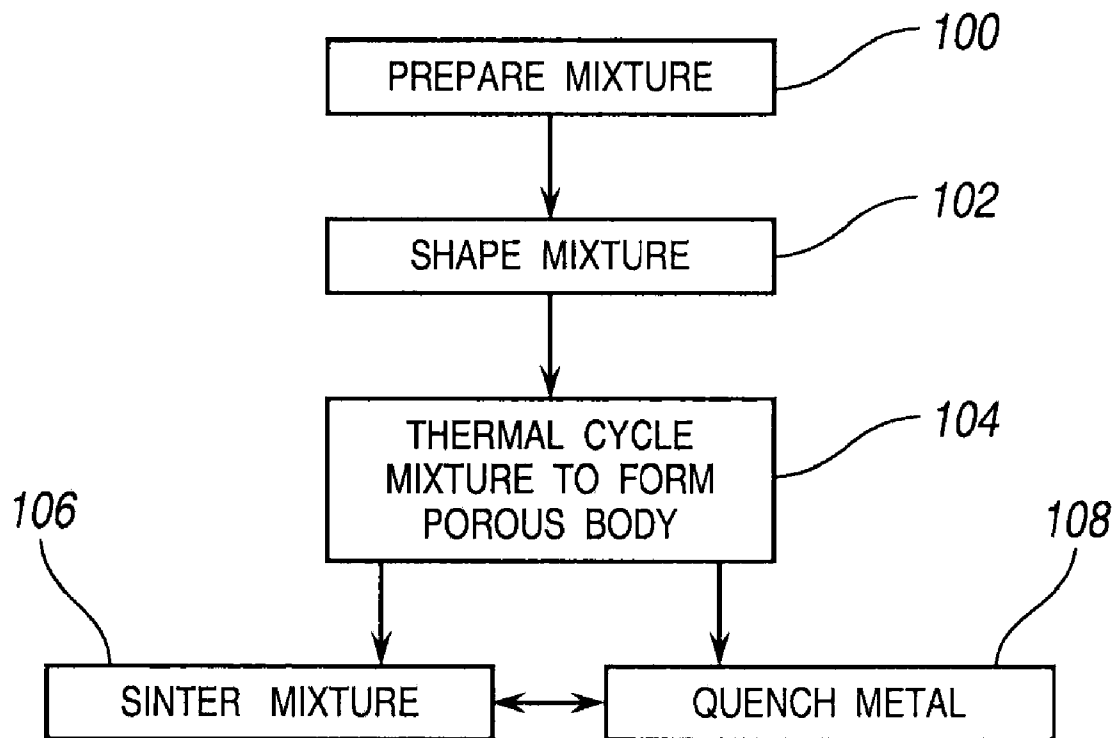 100
PREPARE MIXTURE
102
SHAPE MIXTURE
104
THERMAL CYCLE
MIXTURE TO FORM
POROUS BODY
106
108
SINTER MIXTURE
QUENCH METAL